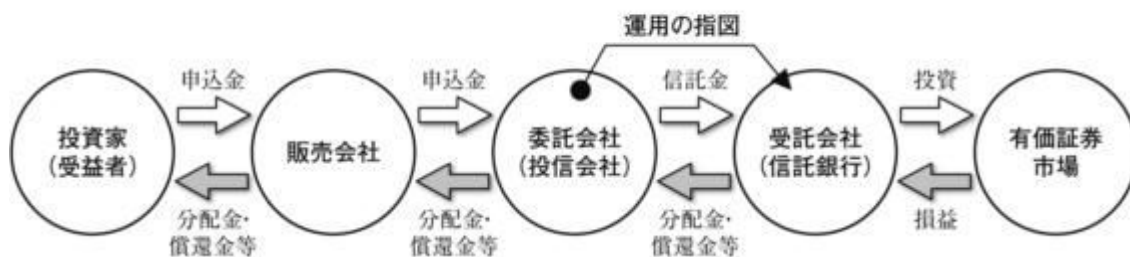 運用の指図
申込金
申込金
信託金
投資
投資家
(受益者)
販売会社
委託会社
(投信会社)
受託会社
(信託銀行)
有価証券
市場
分配金・
償還金等
分配金・
償還金等
分配金・
償還金等
損益